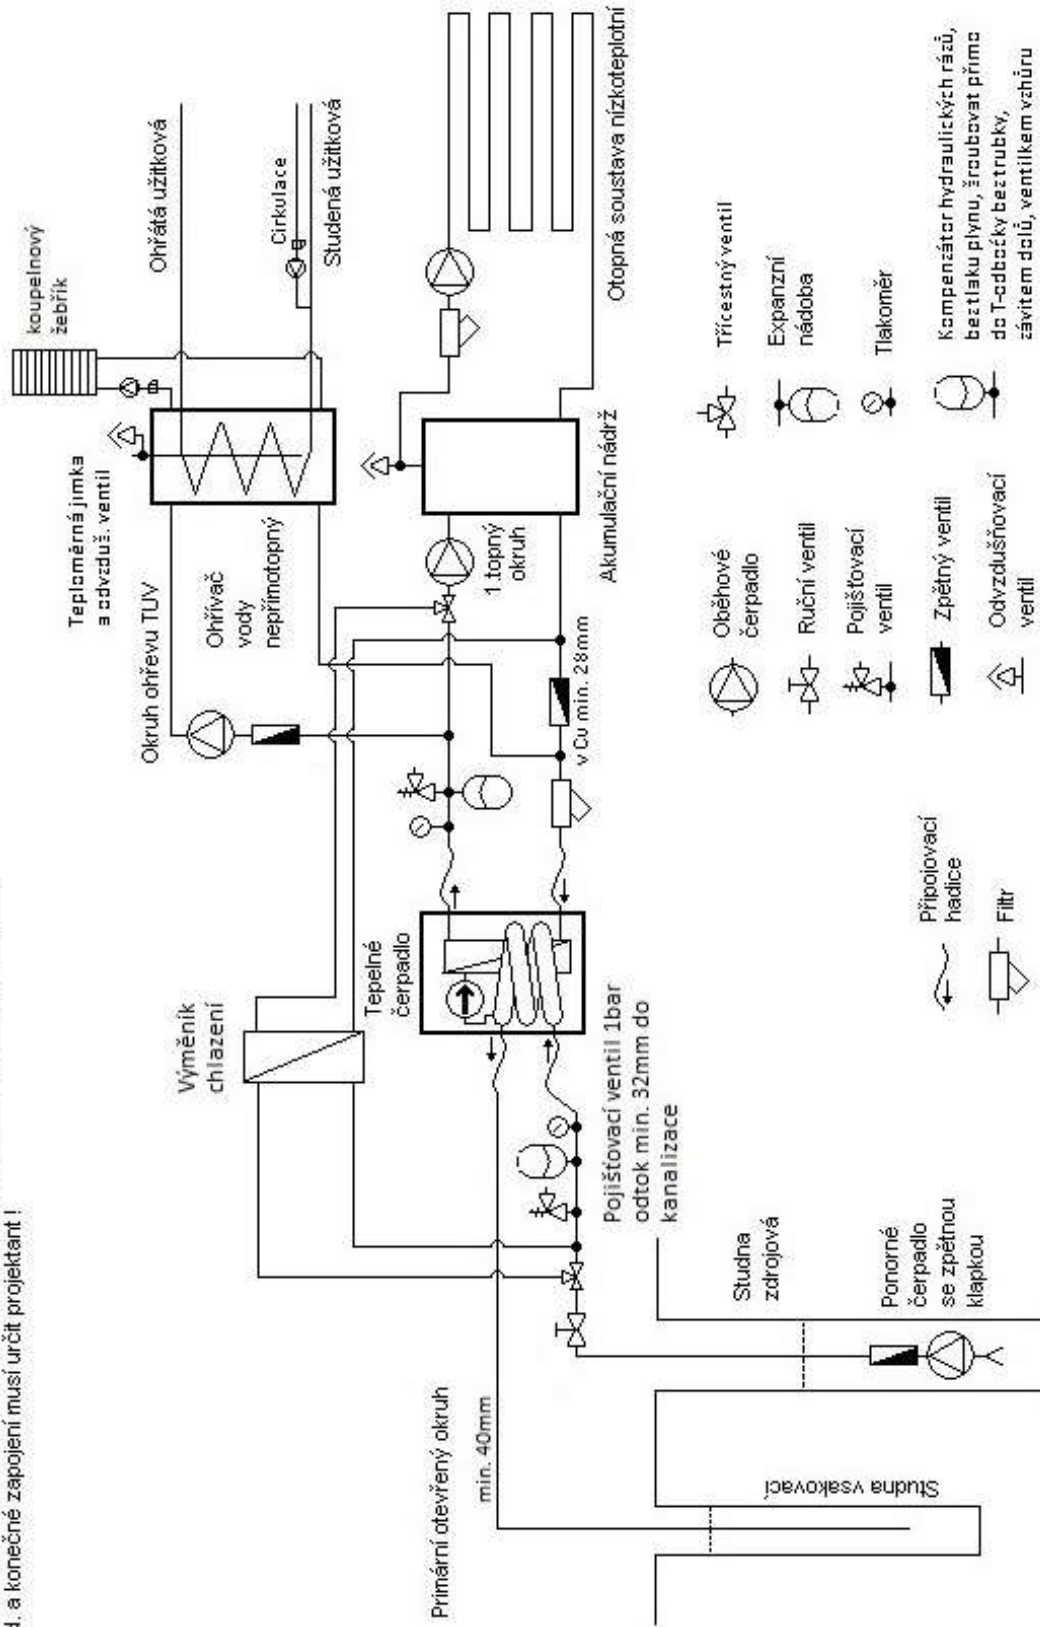 d. a konečné zapojení musí určit projektant !
koupelnový
žebřík
Teploměrná jímka
a odvzduš. ventil
Ohřátá užitková
Cirkulace
Studená užitková
Okruh ohřevu TUV
Ohřívač
vody
nepřímotopný
Výměník
chlazení
Tepelné
čerpadlo
1.topný
okruh
Akumulační nádrž
Otopná soustava nízkoteplotní
v Cu min. 28mm
Primární otevřený okruh
min. 40mm
Pojišťovací ventil 1bar
odtok min. 32mm do
kanalizace
Studna
zdrojová
Ponorné
čerpadlo
se zpětnou
klapkou
Studna vsakovací
Připojovací
hadice
Filtr
Oběhové
čerpadlo
Ruční ventil
Pojišťovací
ventil
Zpětný ventil
Odvzdušňovací
ventil
Třícestný ventil
Expanzní
nádoba
Tlakoměr
Kompenzátor hydraulických rázů,
bez tlaku plynu, šroubovat přímo
do T-odbočky bez trubky,
závitem dolů, ventilkem vzhůru